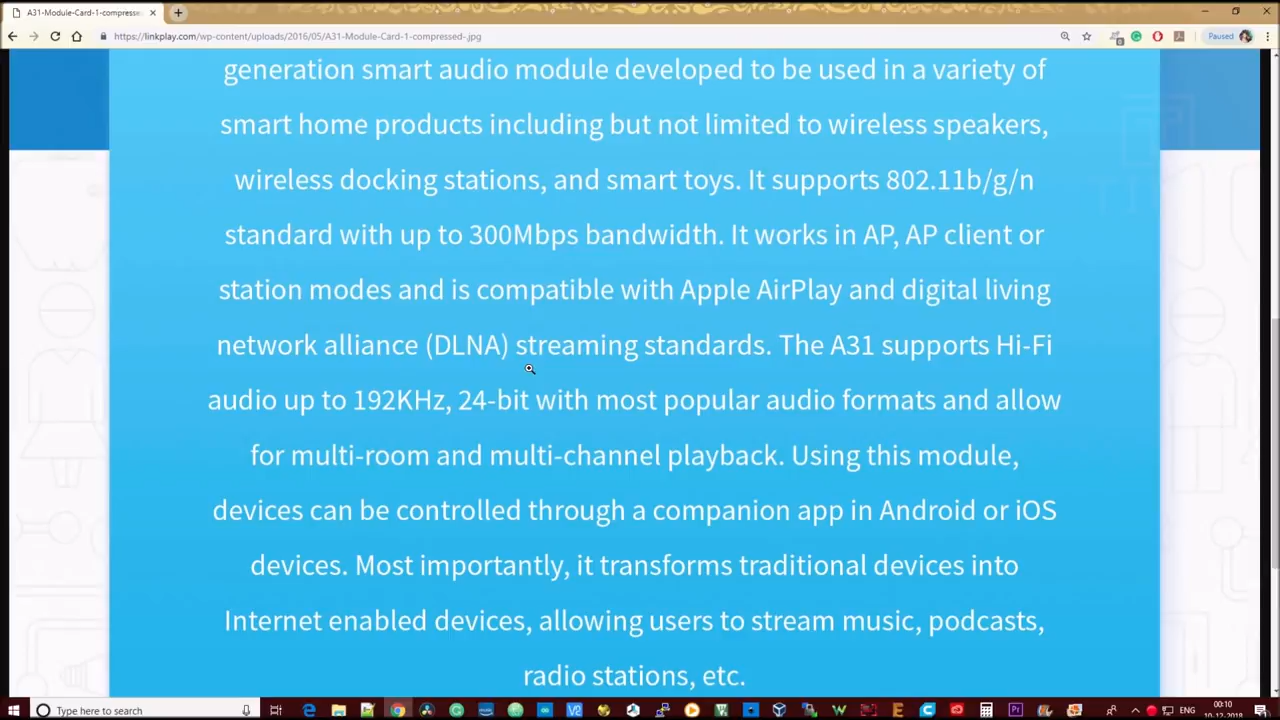 A31-Module-Card-1-compresse
https://linkplay.com/wp-content/uploads/2016/05/A31-Module-Card-1-compressed-.jpg
Paused
generation smart audio module developed to be used in a variety of
smart home products including but not limited to wireless speakers,
wireless docking stations, and smart toys. It supports 802.11b/g/n
standard with up to 300Mbps bandwidth. It works in AP, AP client or
station modes and is compatible with Apple AirPlay and digital living
network alliance (DLNA) streaming standards. The A31 supports Hi-Fi
audio up to 192KHz, 24-bit with most popular audio formats and allow
for multi-room and multi-channel playback. Using this module,
devices can be controlled through a companion app in Android or iOS
devices. Most importantly, it transforms traditional devices into
Internet enabled devices, allowing users to stream music, podcasts,
radio stations, etc.
Type here to search
ENG
00:10
10-12-2018